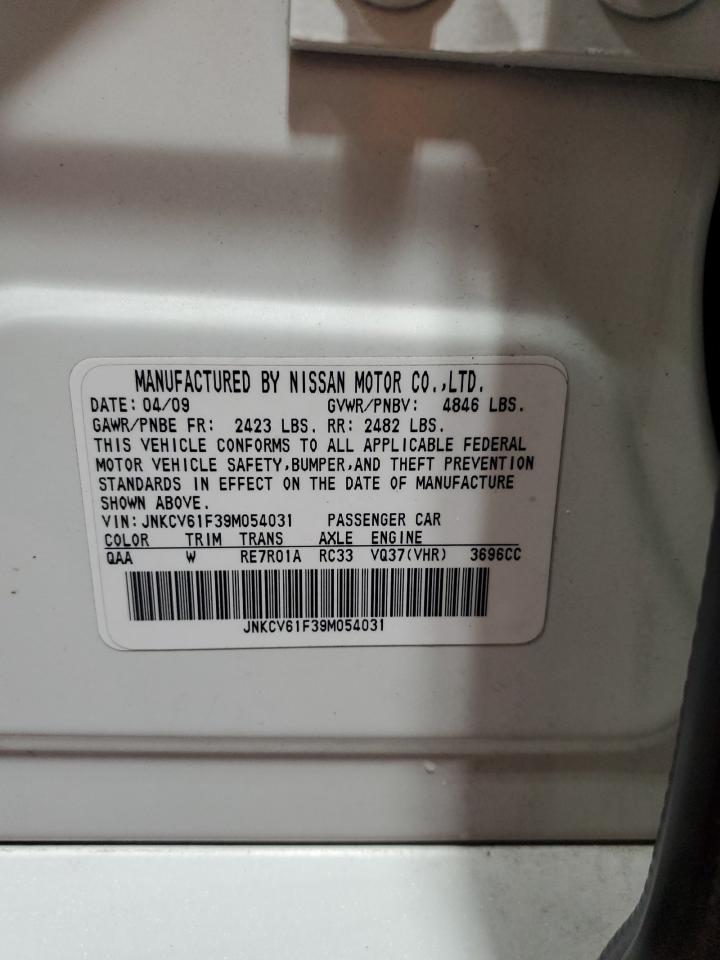 MANUFACTURED BY NISSAN MOTOR CO.,LTD.
DATE: 04/09 GVWR/PNBV: 4846 LBS.
GAWR/PNBE FR: 2423 LBS. RR: 2482 LBS.
THIS VEHICLE CONFORMS TO ALL APPLICABLE FEDERAL
MOTOR VEHICLE SAFETY,BUMPER,AND THEFT PREVENTION
STANDARDS IN EFFECT ON THE DATE OF MANUFACTURE
SHOWN ABOVE.
VIN: JNKCV61F39M054031 PASSENGER CAR
COLOR TRIM TRANS AXLE ENGINE
QAA W RE7R01A RC33 VQ37(VHR) 3696CC
JNKCV61F39M054031